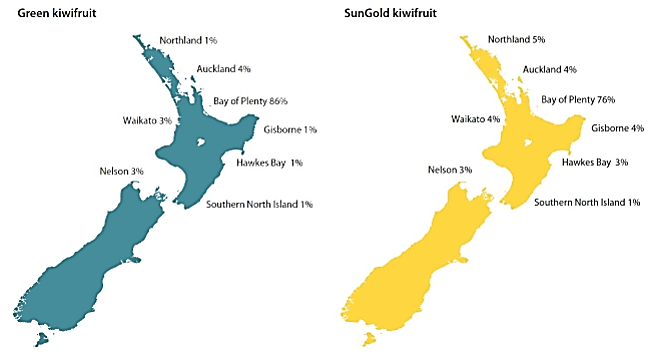 Green kiwifruit
Northland 1%
Auckland 4%
Bay of Plenty 86%
Waikato 3%
Gisborne 1%
Hawkes Bay 1%
Nelson 3%
Southern North Island 1%
SunGold kiwifruit
Northland 5%
Auckland 4%
Bay of Plenty 76%
Waikato 4%
Gisborne 4%
Hawkes Bay 3%
Nelson 3%
Southern North Island 1%